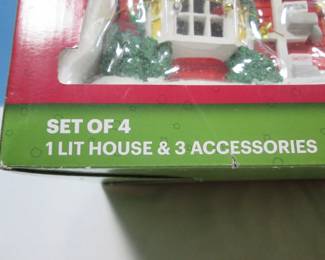 SET OF 4
1 LIT HOUSE & 3 ACCESSORIES